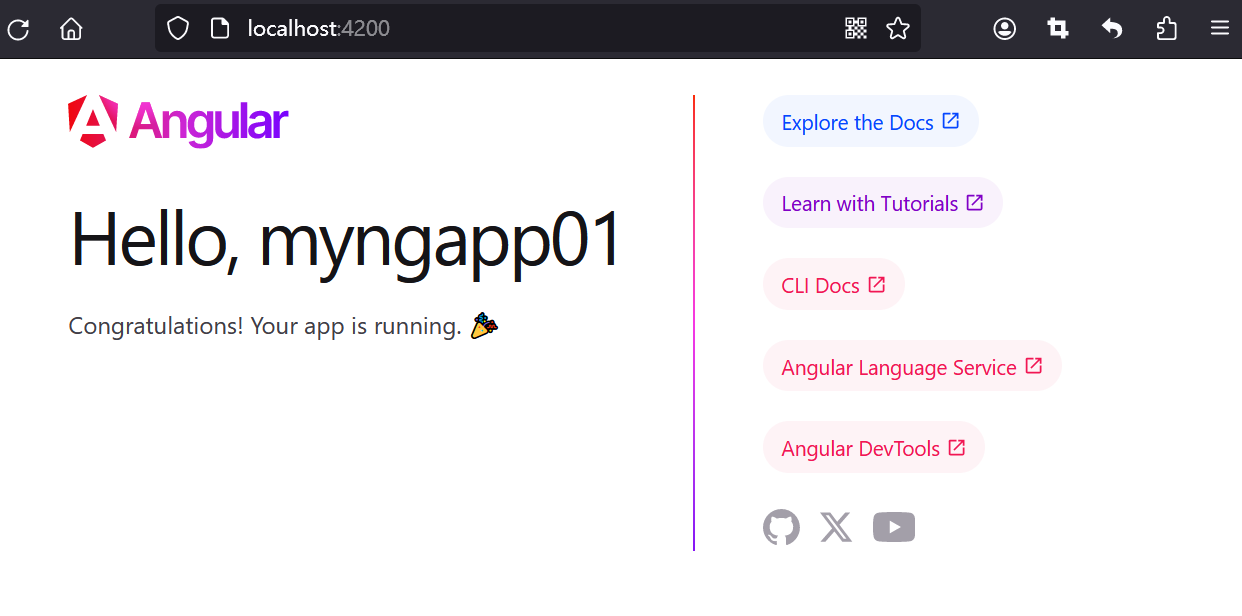 localhost:4200
Angular
Hello, myngapp01
Congratulations! Your app is running. 🎉
Explore the Docs
Learn with Tutorials
CLI Docs
Angular Language Service
Angular DevTools